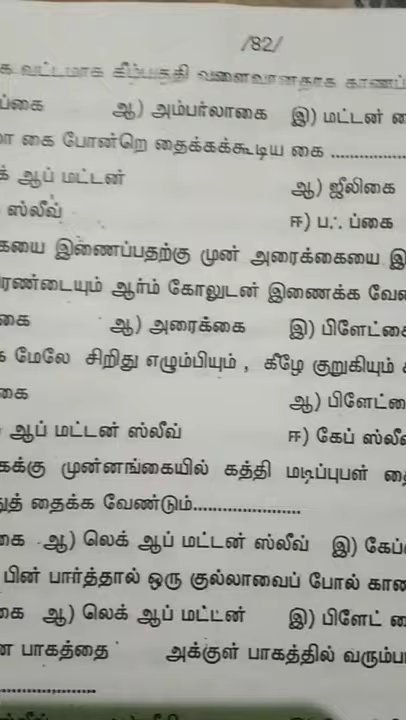 /82/
க வட்டமாக கீழ்பகுதி வளைவானதாக காணப்
ப்கை ஆ) அம்பர்லாகை இ) மட்டன் ஸ
ா கை போன்றெ தைக்கக்கூடிய கை ................
க் ஆப் மட்டன் ஆ) ஜீலிகை
ஸ்லீவ் ஈ) பஃப்கை
கையை இணைப்பதற்கு முன் அரைக்கையை இ
ரண்டையும் ஆர்ம் கோலுடன் இணைக்க வேண
கை ஆ) அரைக்கை இ) பிளேட்கை
க மேலே சிறிது எழும்பியும் , கீழே குறுகியும்
கை ஆ) பிளேட்
ஆப் மட்டன் ஸ்லீவ் ஈ) கேப் ஸ்லீவ்
கக்கு முன்னங்கையில் கத்தி மடிப்புபள் தை
துத் தைக்க வேண்டும்......................
கை ஆ) லெக் ஆப் மட்டன் ஸ்லீவ் இ) கேப்
பின் பார்த்தால் ஒரு குல்லாவைப் போல் கான
கை ஆ) லெக் ஆப் மட்டன் இ) பிளேட்
ன பாகத்தை அக்குள் பாகத்தில் வரும்ப
....................